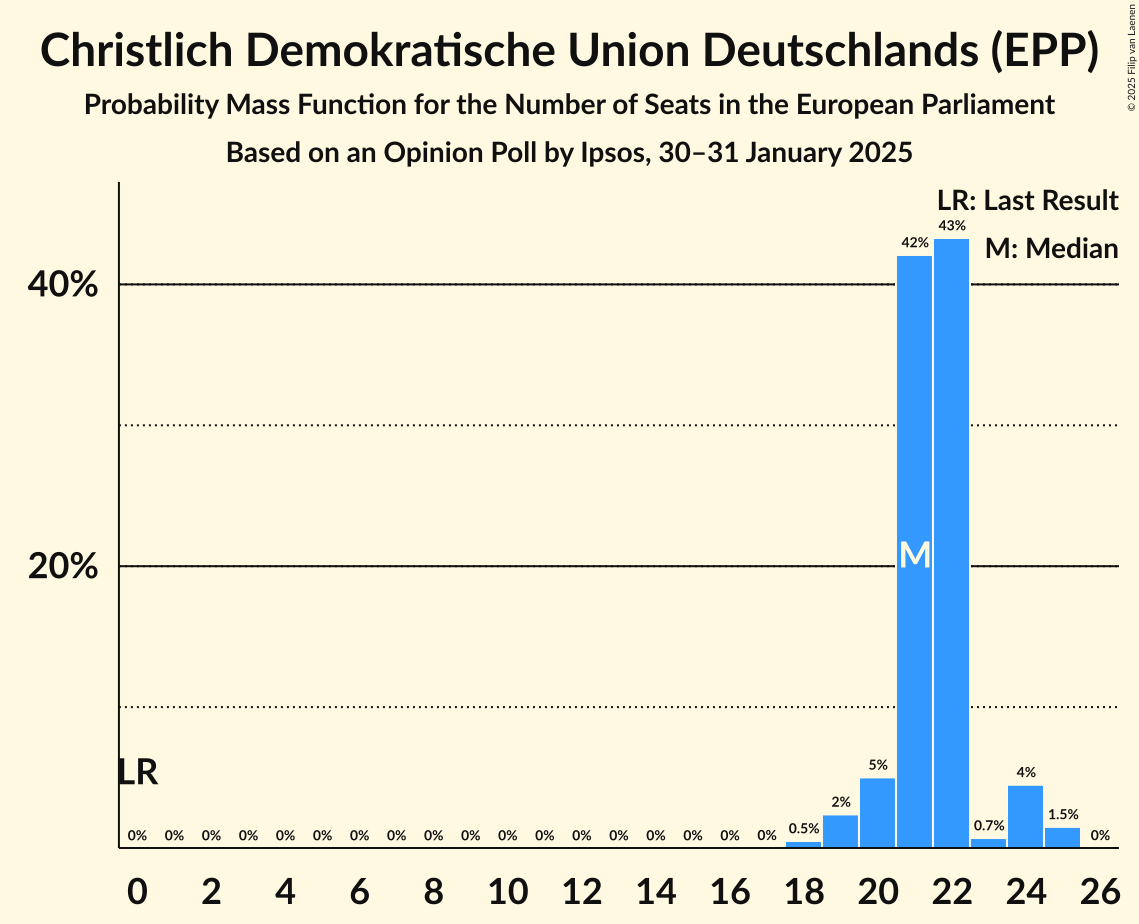 Christlich Demokratische Union Deutschlands (EPP)
Probability Mass Function for the Number of Seats in the European Parliament
Based on an Opinion Poll by Ipsos, 30–31 January 2025
© 2025 Filip van Laenen
LR: Last Result
M: Median
40%
20%
LR
M
0% 0% 0% 0% 0% 0% 0% 0% 0% 0% 0% 0% 0% 0% 0% 0% 0% 0% 0.5% 2% 5% 42% 43% 0.7% 4% 1.5% 0%
0 2 4 6 8 10 12 14 16 18 20 22 24 26